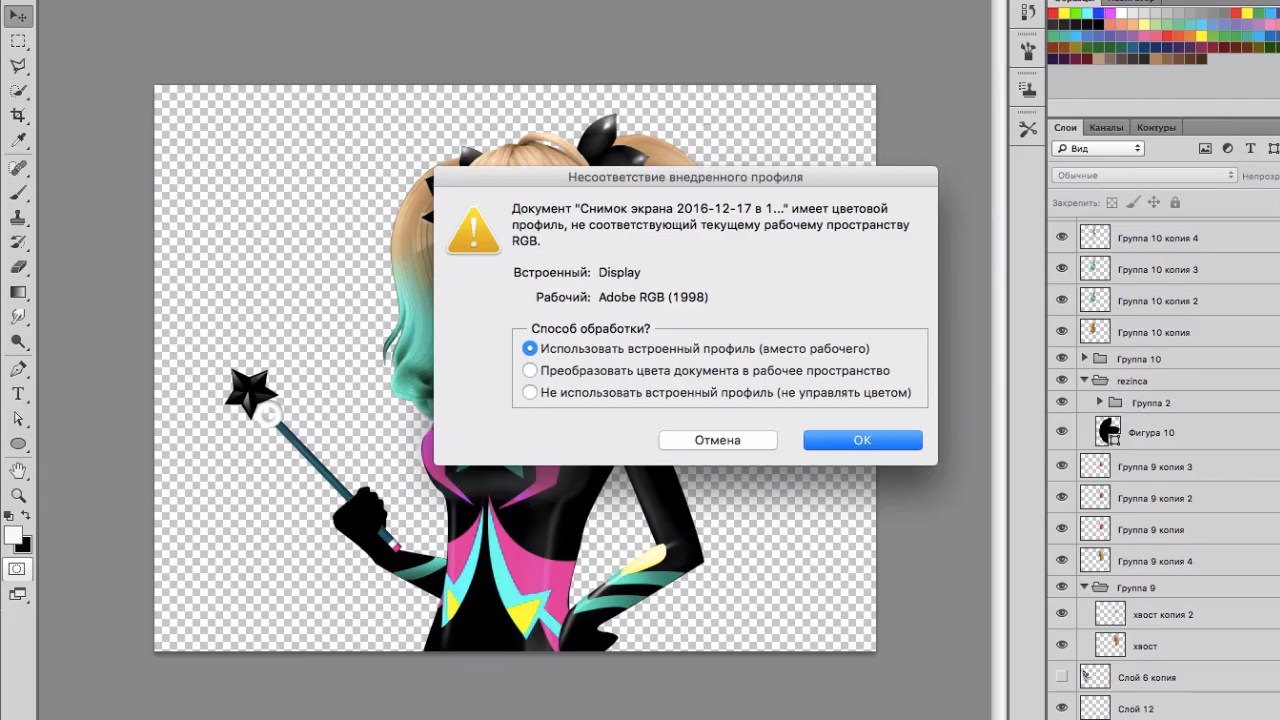 Несоответствие внедренного профиля
Документ "Снимок экрана 2016-12-17 в 1..." имеет цветовой
профиль, не соответствующий текущему рабочему пространству
RGB.
Встроенный: Display
Рабочий: Adobe RGB (1998)
Способ обработки?
Использовать встроенный профиль (вместо рабочего)
Преобразовать цвета документа в рабочее пространство
Не использовать встроенный профиль (не управлять цветом)
Отмена
OK
Слои
Каналы
Контуры
Вид
Обычные
Закрепить:
Группа 10 копия 4
Группа 10 копия 3
Группа 10 копия 2
Группа 10 копия
Группа 10
rezinca
Группа 2
Фигура 10
Группа 9 копия 3
Группа 9 копия 2
Группа 9 копия
Группа 9 копия 4
Группа 9
хвост копия 2
хвост
Слой 6 копия
Слой 12